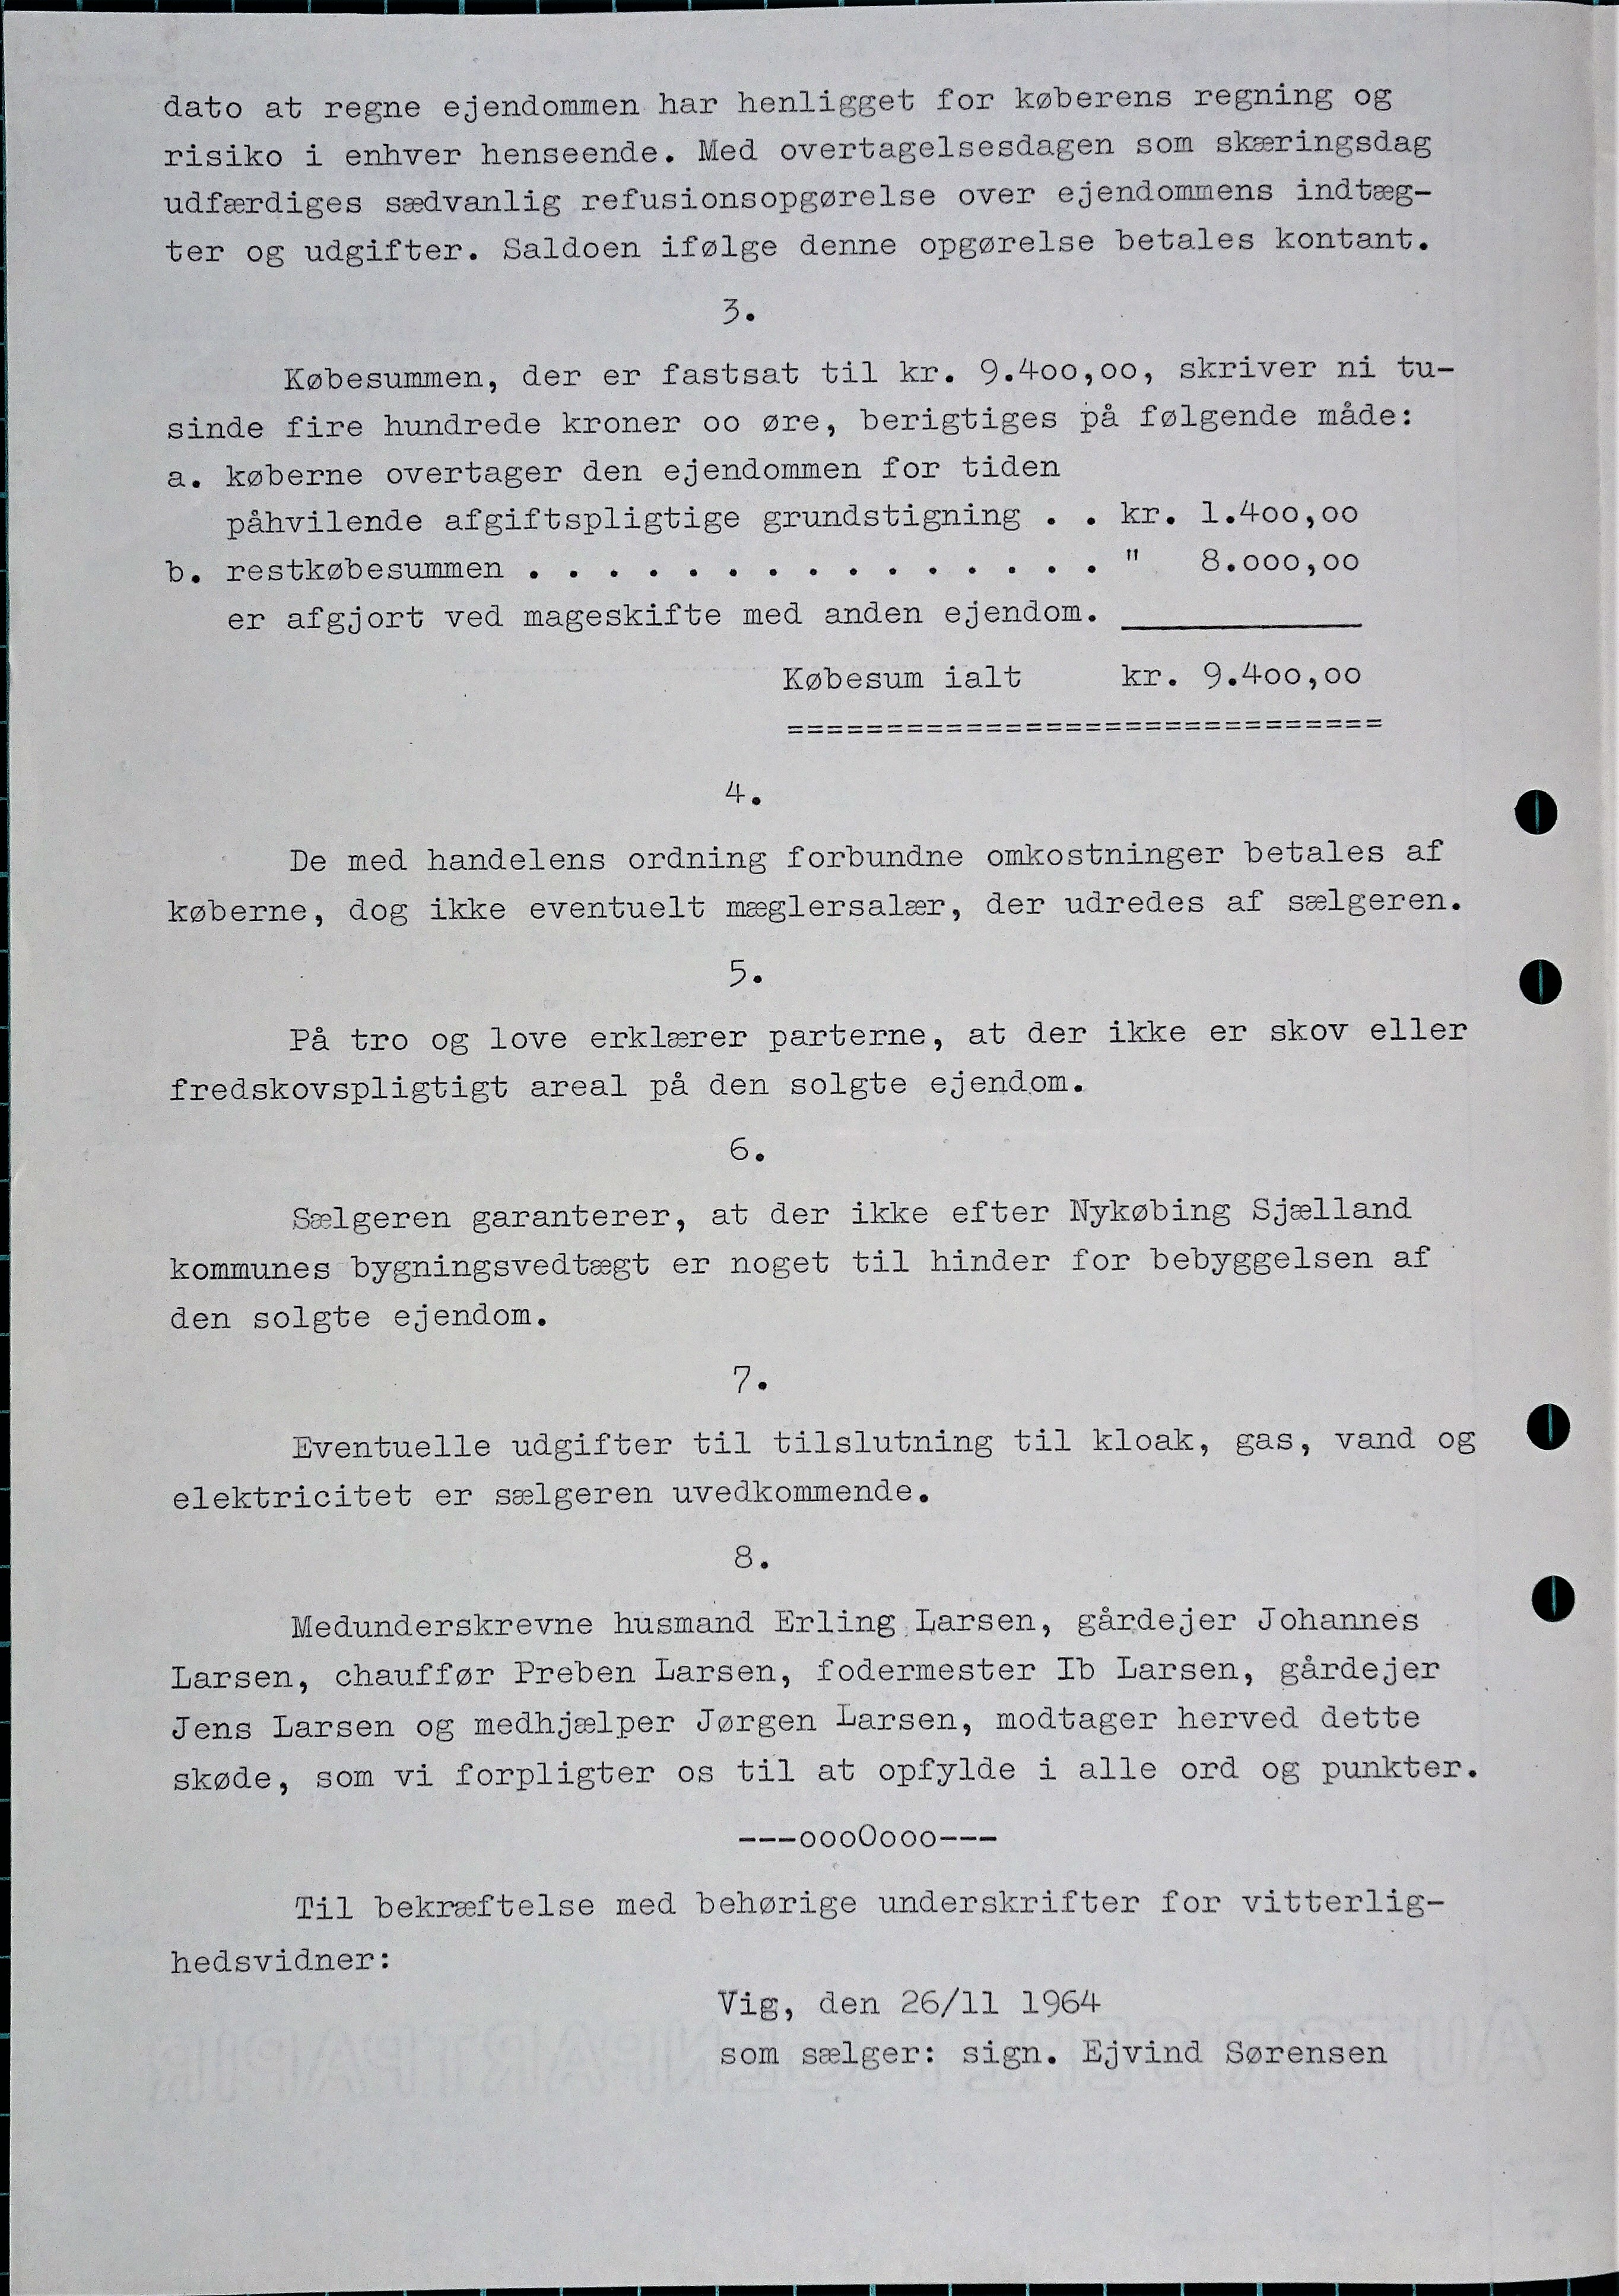 dato at regne ejendommen har henligget for køberens regning og
risiko i enhver henseende. Med overtagelsesdagen som skæringsdag
udfærdiges sædvanlig refusionsopgørelse over ejendommens indtæg-
ter og udgifter. Saldoen ifølge denne opgørelse betales kontant.
3.
Købesummen, der er fastsat til kr. 9.4oo,oo, skriver ni tu-
sinde fire hundrede kroner oo øre, berigtiges på følgende måde:
a. køberne overtager den ejendommen for tiden
påhvilende afgiftspligtige grundstigning . . kr. 1.4oo,oo
b. restkøbesummen . . . . . . . . . . . . . . . " 8.ooo,oo
er afgjort ved mageskifte med anden ejendom. ____________
Købesum ialt kr. 9.4oo,oo
==============================
4.
De med handelens ordning forbundne omkostninger betales af
køberne, dog ikke eventuelt mæglersalær, der udredes af sælgeren.
5.
På tro og love erklærer parterne, at der ikke er skov eller
fredskovspligtigt areal på den solgte ejendom.
6.
Sælgeren garanterer, at der ikke efter Nykøbing Sjælland
kommunes bygningsvedtægt er noget til hinder for bebyggelsen af
den solgte ejendom.
7.
Eventuelle udgifter til tilslutning til kloak, gas, vand og
elektricitet er sælgeren uvedkommende.
8.
Medunderskrevne husmand Erling Larsen, gårdejer Johannes
Larsen, chauffør Preben Larsen, fodermester Ib Larsen, gårdejer
Jens Larsen og medhjælper Jørgen Larsen, modtager herved dette
skøde, som vi forpligter os til at opfylde i alle ord og punkter.
---oooOooo---
Til bekræftelse med behørige underskrifter for vitterlig-
hedsvidner:
Vig, den 26/11 1964
som sælger: sign. Ejvind Sørensen